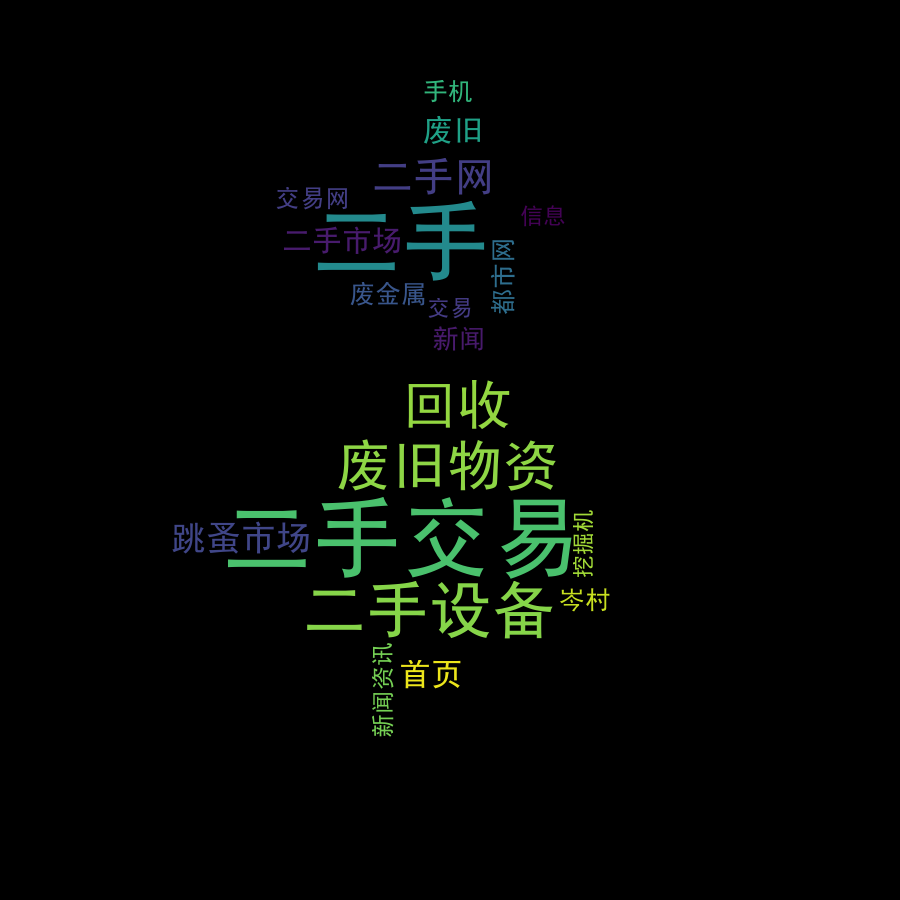 手机
废旧
二手网
交易网
二手
信息
二手市场
都市网
废金属
交易
新闻
回收
废旧物资
二手交易
跳蚤市场
挖掘机
二手设备
岑村
新闻资讯
首页